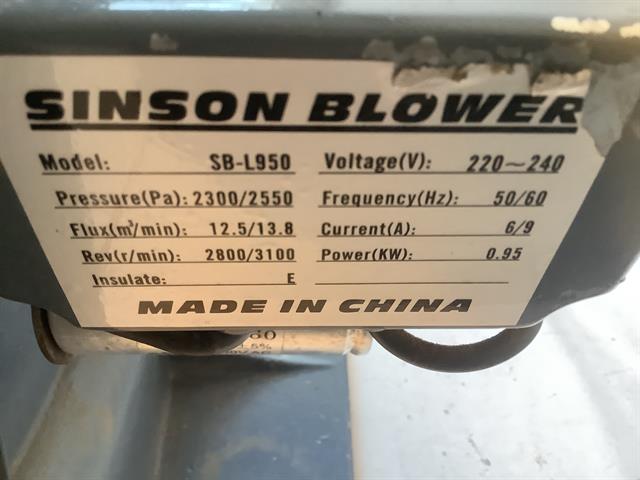 SINSON BLOWER
Model: SB-L950 Voltage(V): 220~240
Pressure(Pa): 2300/2550 Frequency(Hz): 50/60
Flux(m³/min): 12.5/13.8 Current(A): 6/9
Rev(r/min): 2800/3100 Power(KW): 0.95
Insulate: E
MADE IN CHINA
5%